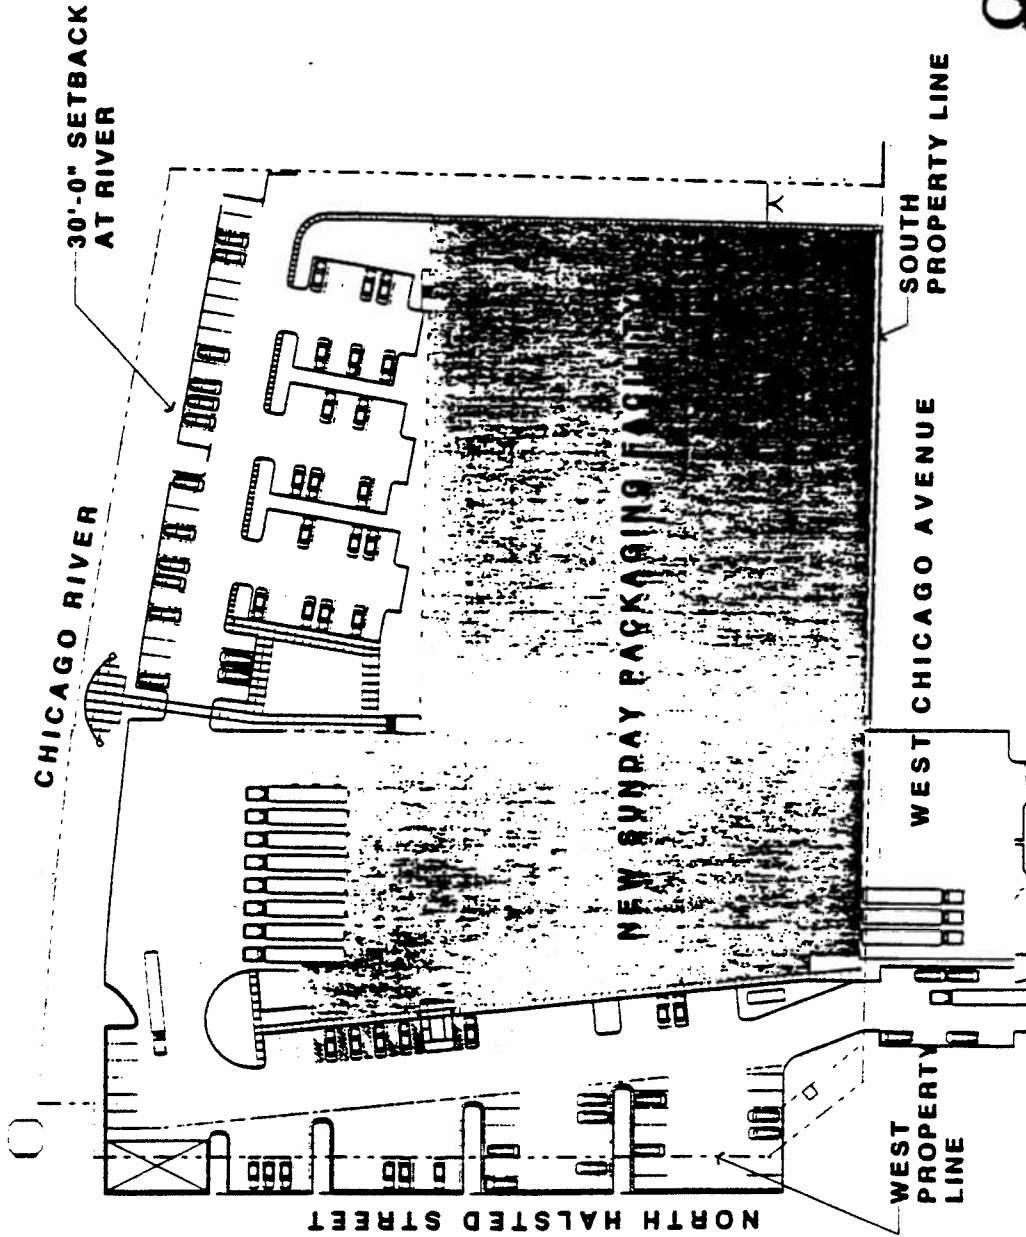 30'-0" SETBACK
AT RIVER
CHICAGO RIVER
NEW SUNDAY PACKAGING FACILITY
SOUTH
PROPERTY LINE
WEST CHICAGO AVENUE
WEST
PROPERTY
LINE
NORTH HALSTED STREET